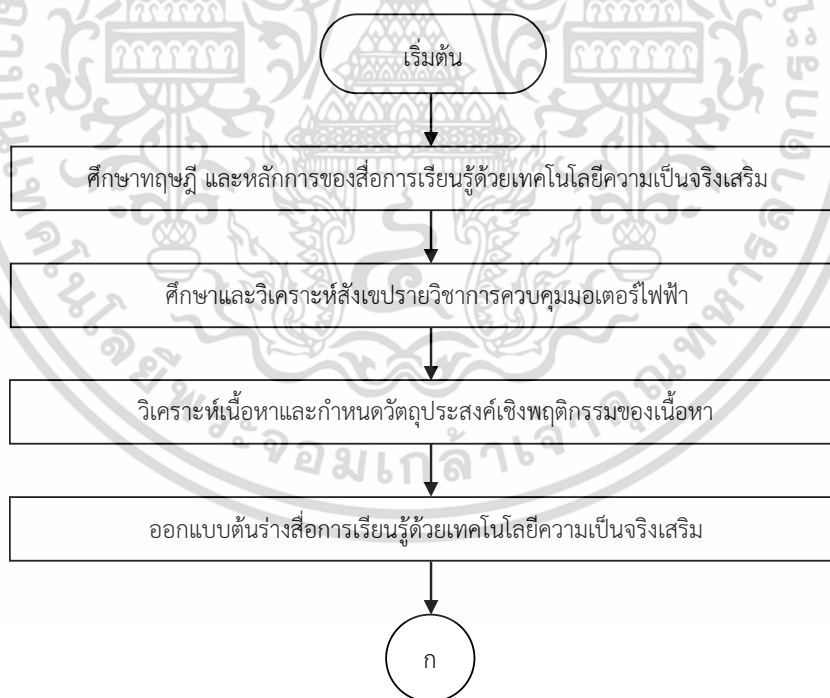 เริ่มต้น
ศึกษาทฤษฎี และหลักการของสื่อการเรียนรู้ด้วยเทคโนโลยีความเป็นจริงเสริม
ศึกษาและวิเคราะห์สังเขปรายวิชาการควบคุมมอเตอร์ไฟฟ้า
วิเคราะห์เนื้อหาและกำหนดวัตถุประสงค์เชิงพฤติกรรมของเนื้อหา
ออกแบบต้นร่างสื่อการเรียนรู้ด้วยเทคโนโลยีความเป็นจริงเสริม
ก